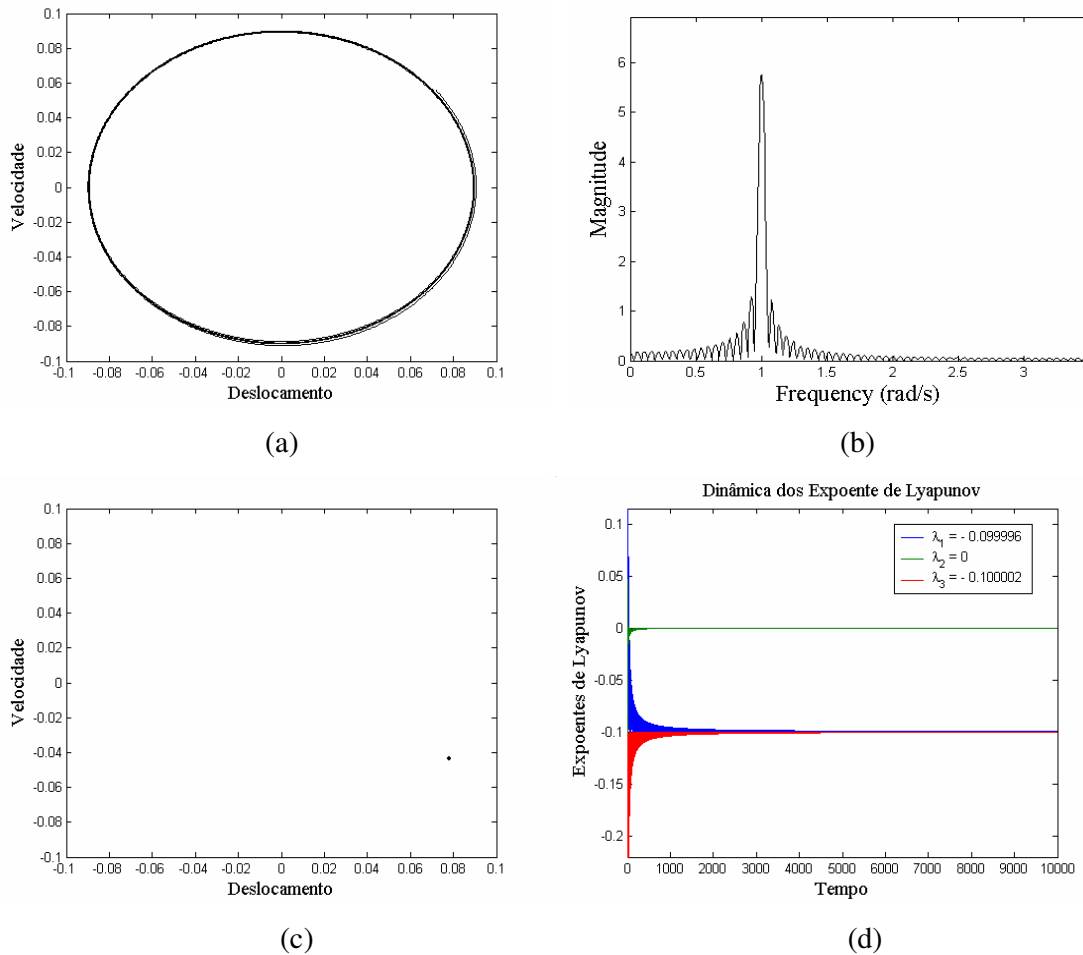 0.1
0.08
0.06
0.04
0.02
0
-0.02
-0.04
-0.06
-0.08
-0.1
Velocidade
-0.1 -0.08 -0.06 -0.04 -0.02 0 0.02 0.04 0.06 0.08 0.1
Deslocamento
(a)
6
5
4
3
2
1
0
Magnitude
0 0.5 1 1.5 2 2.5 3
Frequency (rad/s)
(b)
0.1
0.08
0.06
0.04
0.02
0
-0.02
-0.04
-0.06
-0.08
-0.1
Velocidade
-0.1 -0.08 -0.06 -0.04 -0.02 0 0.02 0.04 0.06 0.08 0.1
Deslocamento
(c)
Dinâmica dos Expoente de Lyapunov
λ1 = - 0.099996
λ2 = 0
λ3 = - 0.100002
0.1
0.05
0
-0.05
-0.1
-0.15
-0.2
Expoentes de Lyapunov
0 1000 2000 3000 4000 5000 6000 7000 8000 9000 10000
Tempo
(d)